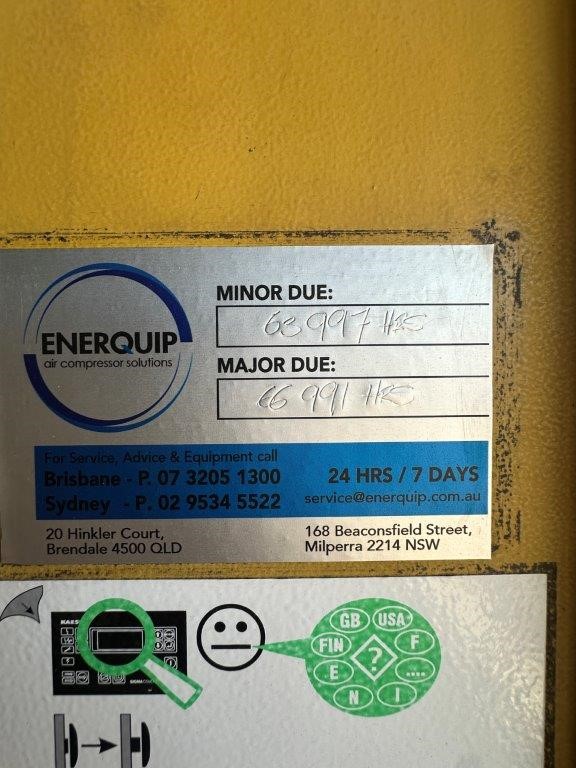 MINOR DUE:
63 997 HRS
ENERQUIP
air compressor solutions
MAJOR DUE:
66 991 HRS
For Service, Advice & Equipment call
Brisbane - P. 07 3205 1300
24 HRS / 7 DAYS
Sydney - P. 02 9534 5522
service@enerquip.com.au
20 Hinkler Court,
Brendale 4500 QLD
168 Beaconsfield Street,
Milperra 2214 NSW
KAES
GB USA
FIN ? F
E ....
N I